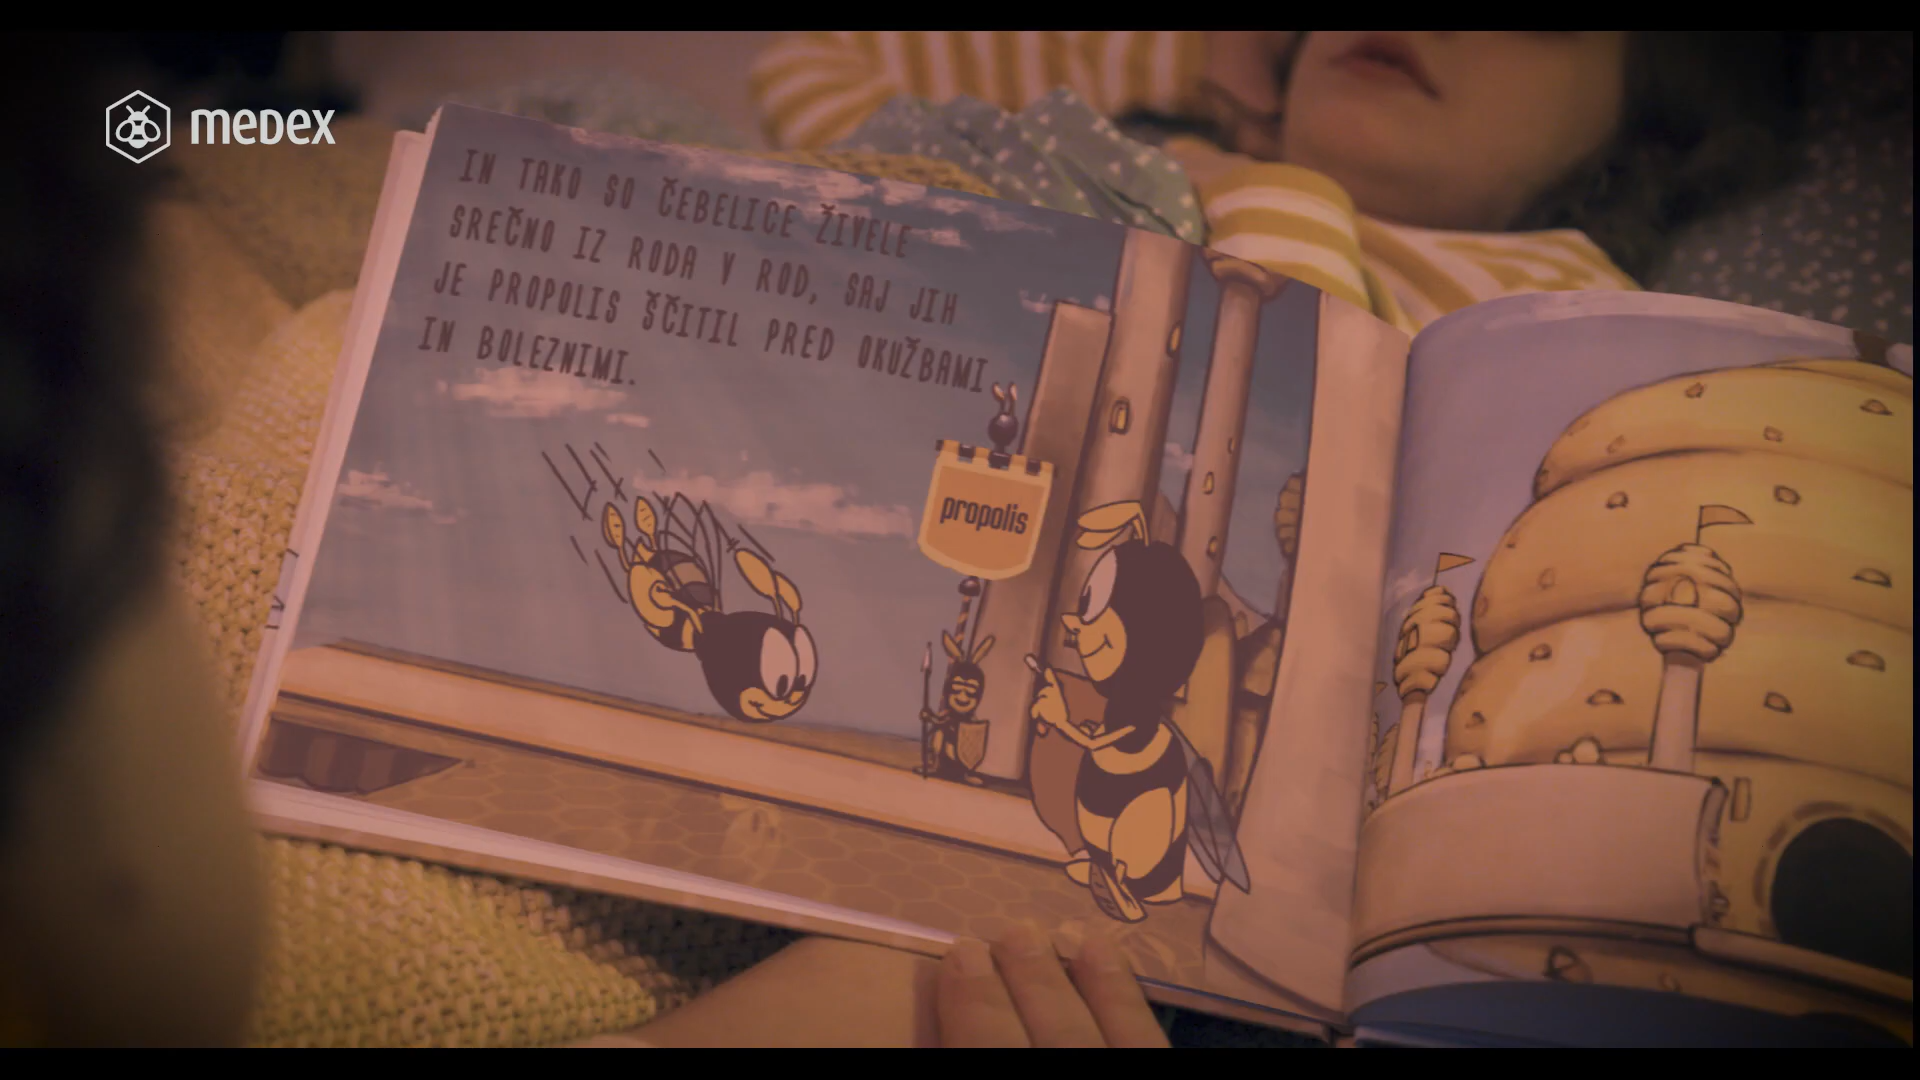 medex
IN TAKO SO ČEBELICE ŽIVELE
SREČNO IZ RODA V ROD, SAJ JIH
JE PROPOLIS ŠČITIL PRED OKUŽBAMI
IN BOLEZNIMI.
propolis